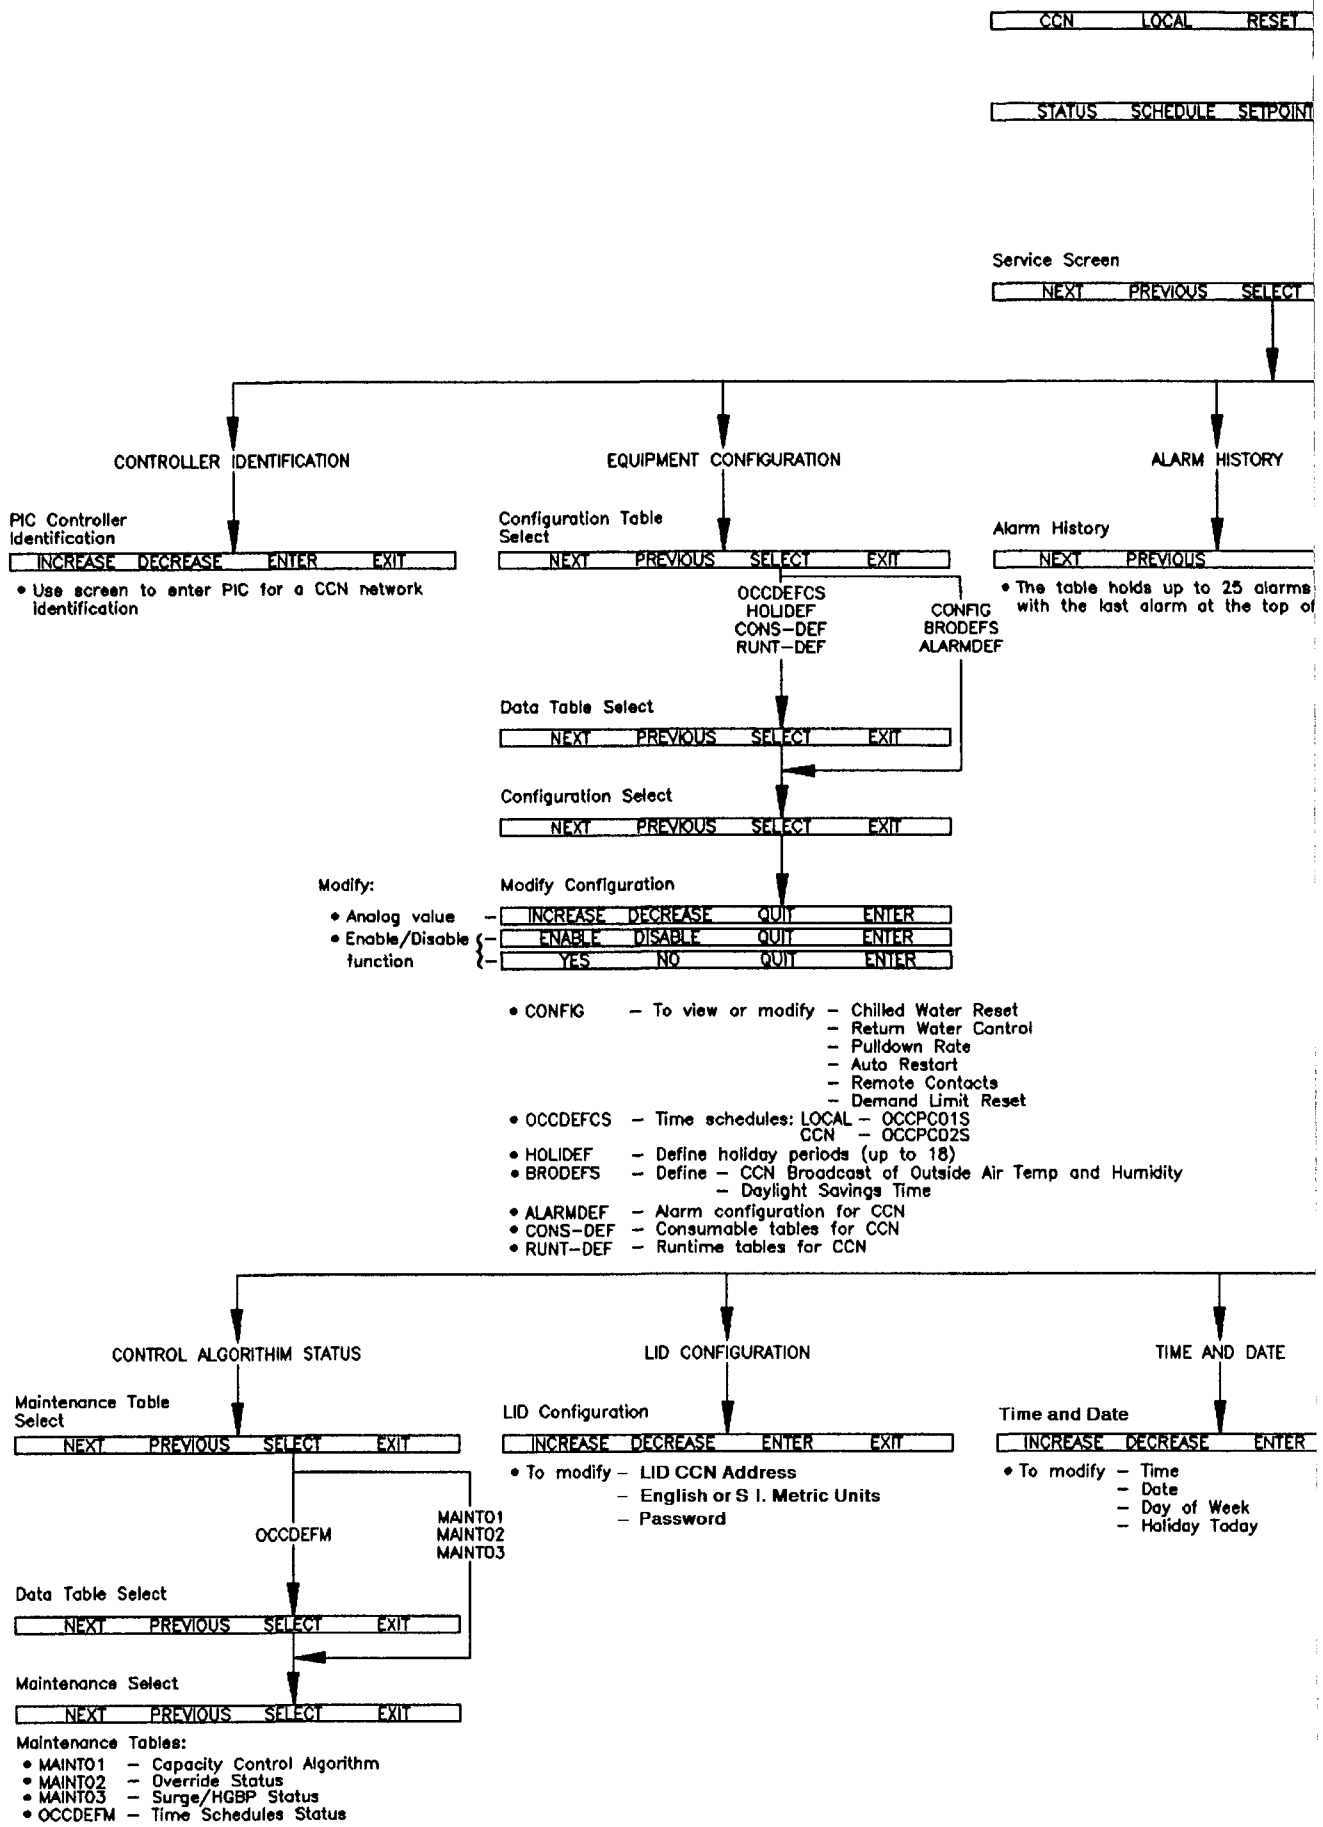 CCN LOCAL RESET
STATUS SCHEDULE SETPOINT
Service Screen
NEXT PREVIOUS SELECT
CONTROLLER IDENTIFICATION
PIC Controller
Identification
INCREASE DECREASE ENTER EXIT
• Use screen to enter PIC for a CCN network
identification
EQUIPMENT CONFIGURATION
Configuration Table
Select
NEXT PREVIOUS SELECT EXIT
OCCDEFCS
HOLIDEF
CONS-DEF
RUNT-DEF
CONFIG
BRODEFS
ALARMDEF
Data Table Select
NEXT PREVIOUS SELECT EXIT
Configuration Select
NEXT PREVIOUS SELECT EXIT
Modify:
• Analog value
• Enable/Disable
function
Modify Configuration
INCREASE DECREASE QUIT ENTER
ENABLE DISABLE QUIT ENTER
YES NO QUIT ENTER
• CONFIG – To view or modify – Chilled Water Reset
– Return Water Control
– Pulldown Rate
– Auto Restart
– Remote Contacts
– Demand Limit Reset
• OCCDEFCS – Time schedules: LOCAL – OCCPC01S
CCN – OCCPC02S
• HOLIDEF – Define holiday periods (up to 18)
• BRODEFS – Define – CCN Broadcast of Outside Air Temp and Humidity
– Daylight Savings Time
• ALARMDEF – Alarm configuration for CCN
• CONS-DEF – Consumable tables for CCN
• RUNT-DEF – Runtime tables for CCN
ALARM HISTORY
Alarm History
NEXT PREVIOUS
• The table holds up to 25 alarms
with the last alarm at the top of
CONTROL ALGORITHIM STATUS
Maintenance Table
Select
NEXT PREVIOUS SELECT EXIT
OCCDEFM
MAINT01
MAINT02
MAINT03
Data Table Select
NEXT PREVIOUS SELECT EXIT
Maintenance Select
NEXT PREVIOUS SELECT EXIT
Maintenance Tables:
• MAINT01 – Capacity Control Algorithm
• MAINT02 – Override Status
• MAINT03 – Surge/HGBP Status
• OCCDEFM – Time Schedules Status
LID CONFIGURATION
LID Configuration
INCREASE DECREASE ENTER EXIT
• To modify – LID CCN Address
– English or S I. Metric Units
– Password
TIME AND DATE
Time and Date
INCREASE DECREASE ENTER
• To modify – Time
– Date
– Day of Week
– Holiday Today